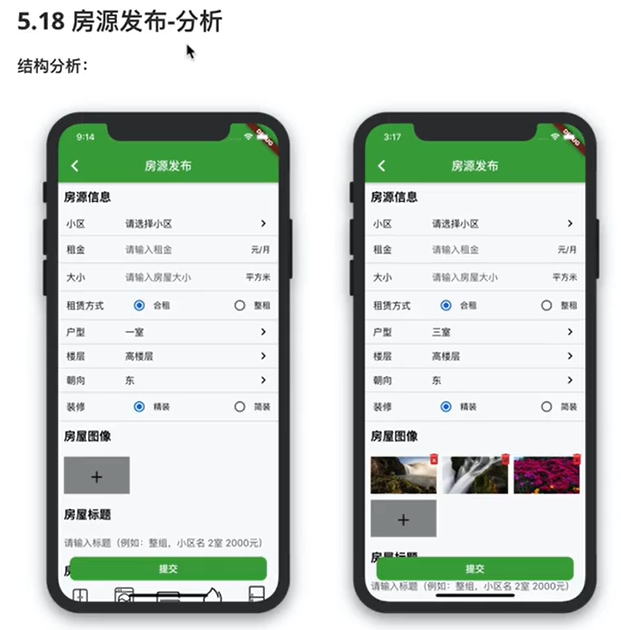 5.18 房源发布-分析
结构分析：
9:14
房源发布
房源信息
小区 请选择小区
租金 请输入租金 元/月
大小 请输入房屋大小 平方米
租赁方式 合租 整租
户型 一室
楼层 高楼层
朝向 东
装修 精装 简装
房屋图像
+
房屋标题
请输入标题（例如：整组，小区名 2室 2000元）
提交
3:17
房源发布
房源信息
小区 请选择小区
租金 请输入租金 元/月
大小 请输入房屋大小 平方米
租赁方式 合租 整租
户型 三室
楼层 高楼层
朝向 东
装修 精装 简装
房屋图像
+
房屋标题
提交
请输入标题（例如：整组，小区名 2室 2000元）